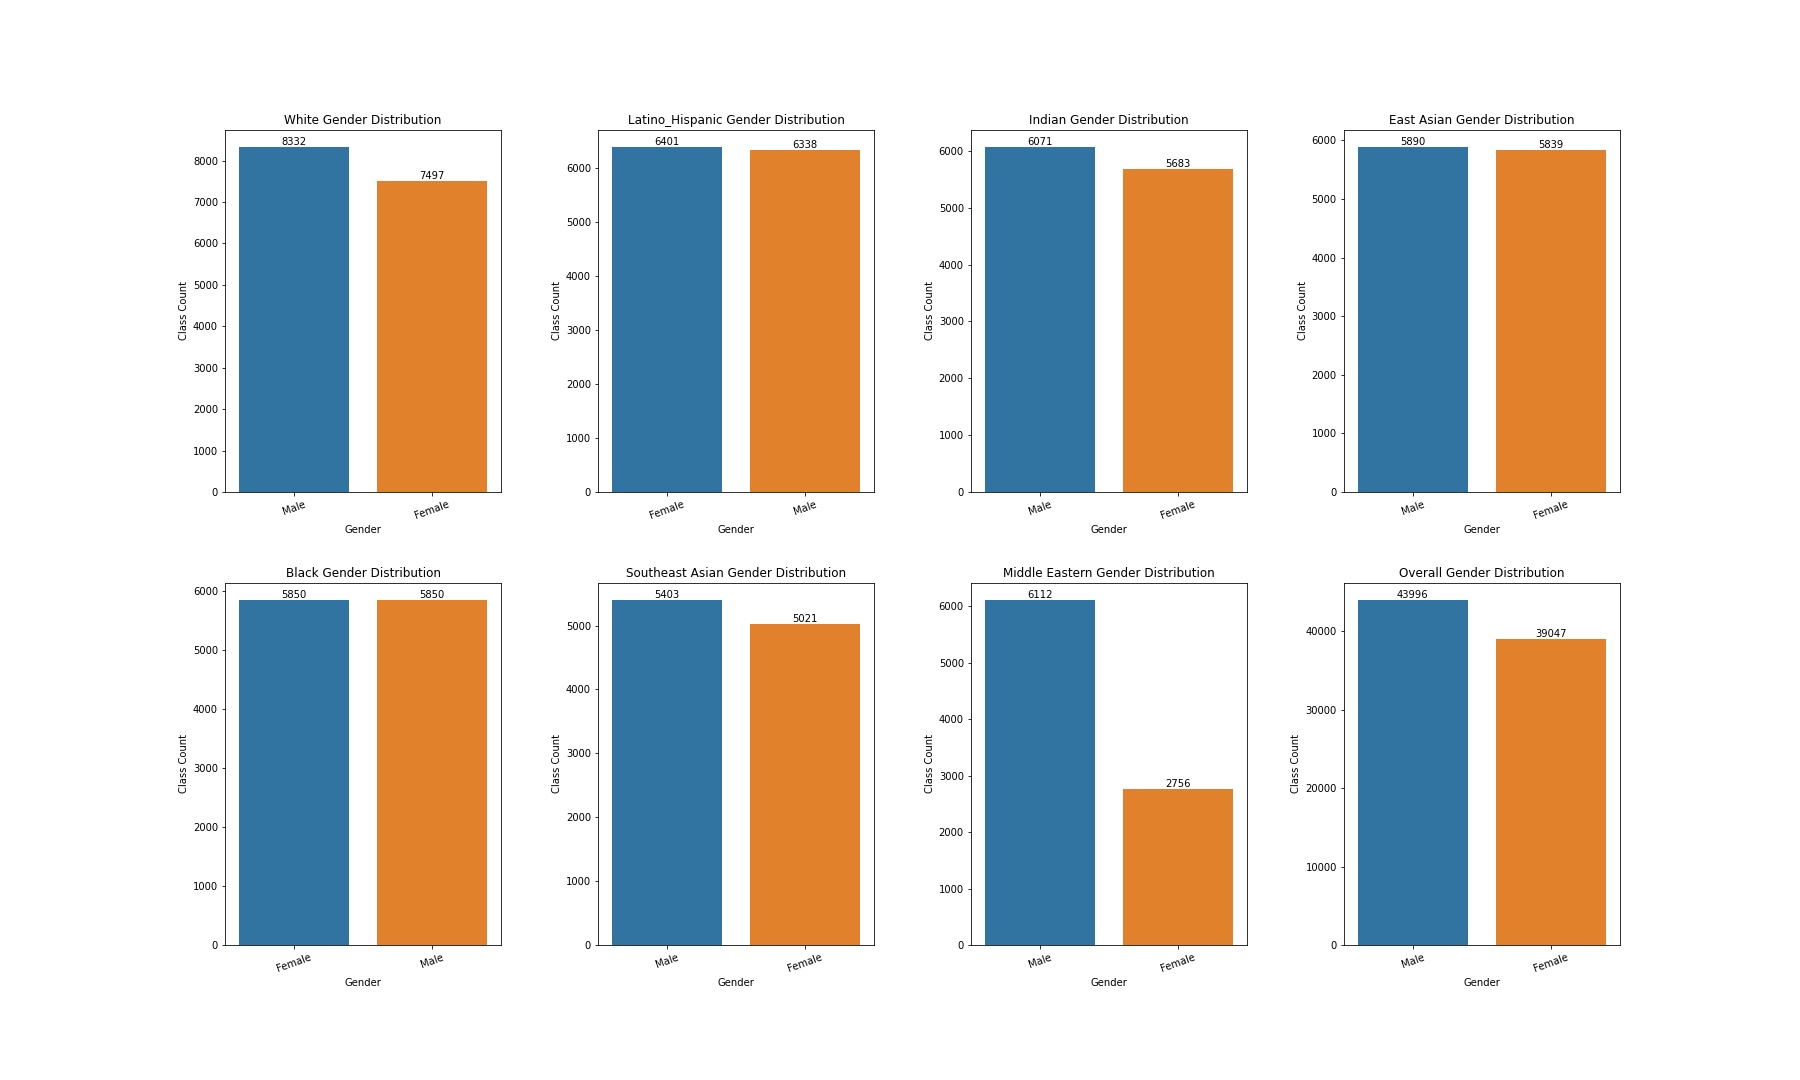 White Gender Distribution
8332
7497
8000
7000
6000
5000
4000
3000
2000
1000
0
Class Count
Male
Female
Gender
Latino_Hispanic Gender Distribution
6401
6338
6000
5000
4000
3000
2000
1000
0
Class Count
Female
Male
Gender
Indian Gender Distribution
6071
5683
6000
5000
4000
3000
2000
1000
0
Class Count
Male
Female
Gender
East Asian Gender Distribution
5890
5839
6000
5000
4000
3000
2000
1000
0
Class Count
Male
Female
Gender
Black Gender Distribution
5850
5850
6000
5000
4000
3000
2000
1000
0
Class Count
Female
Male
Gender
Southeast Asian Gender Distribution
5403
5021
5000
4000
3000
2000
1000
0
Class Count
Male
Female
Gender
Middle Eastern Gender Distribution
6112
2756
6000
5000
4000
3000
2000
1000
0
Class Count
Male
Female
Gender
Overall Gender Distribution
43996
39047
40000
30000
20000
10000
0
Class Count
Male
Female
Gender